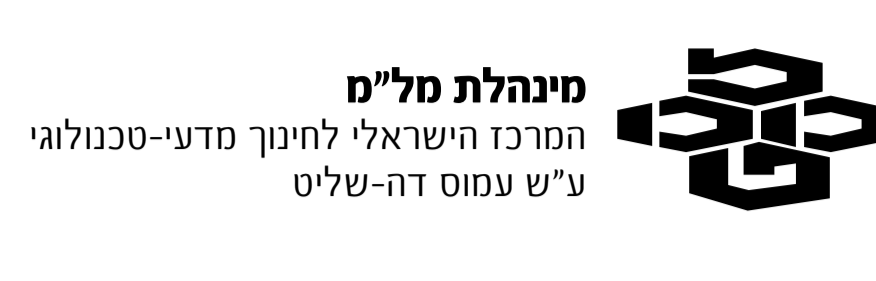 מינהלת מל״מ
המרכז הישראלי לחינוך מדעי-טכנולוגי
ע״ש עמוס דה-שליט